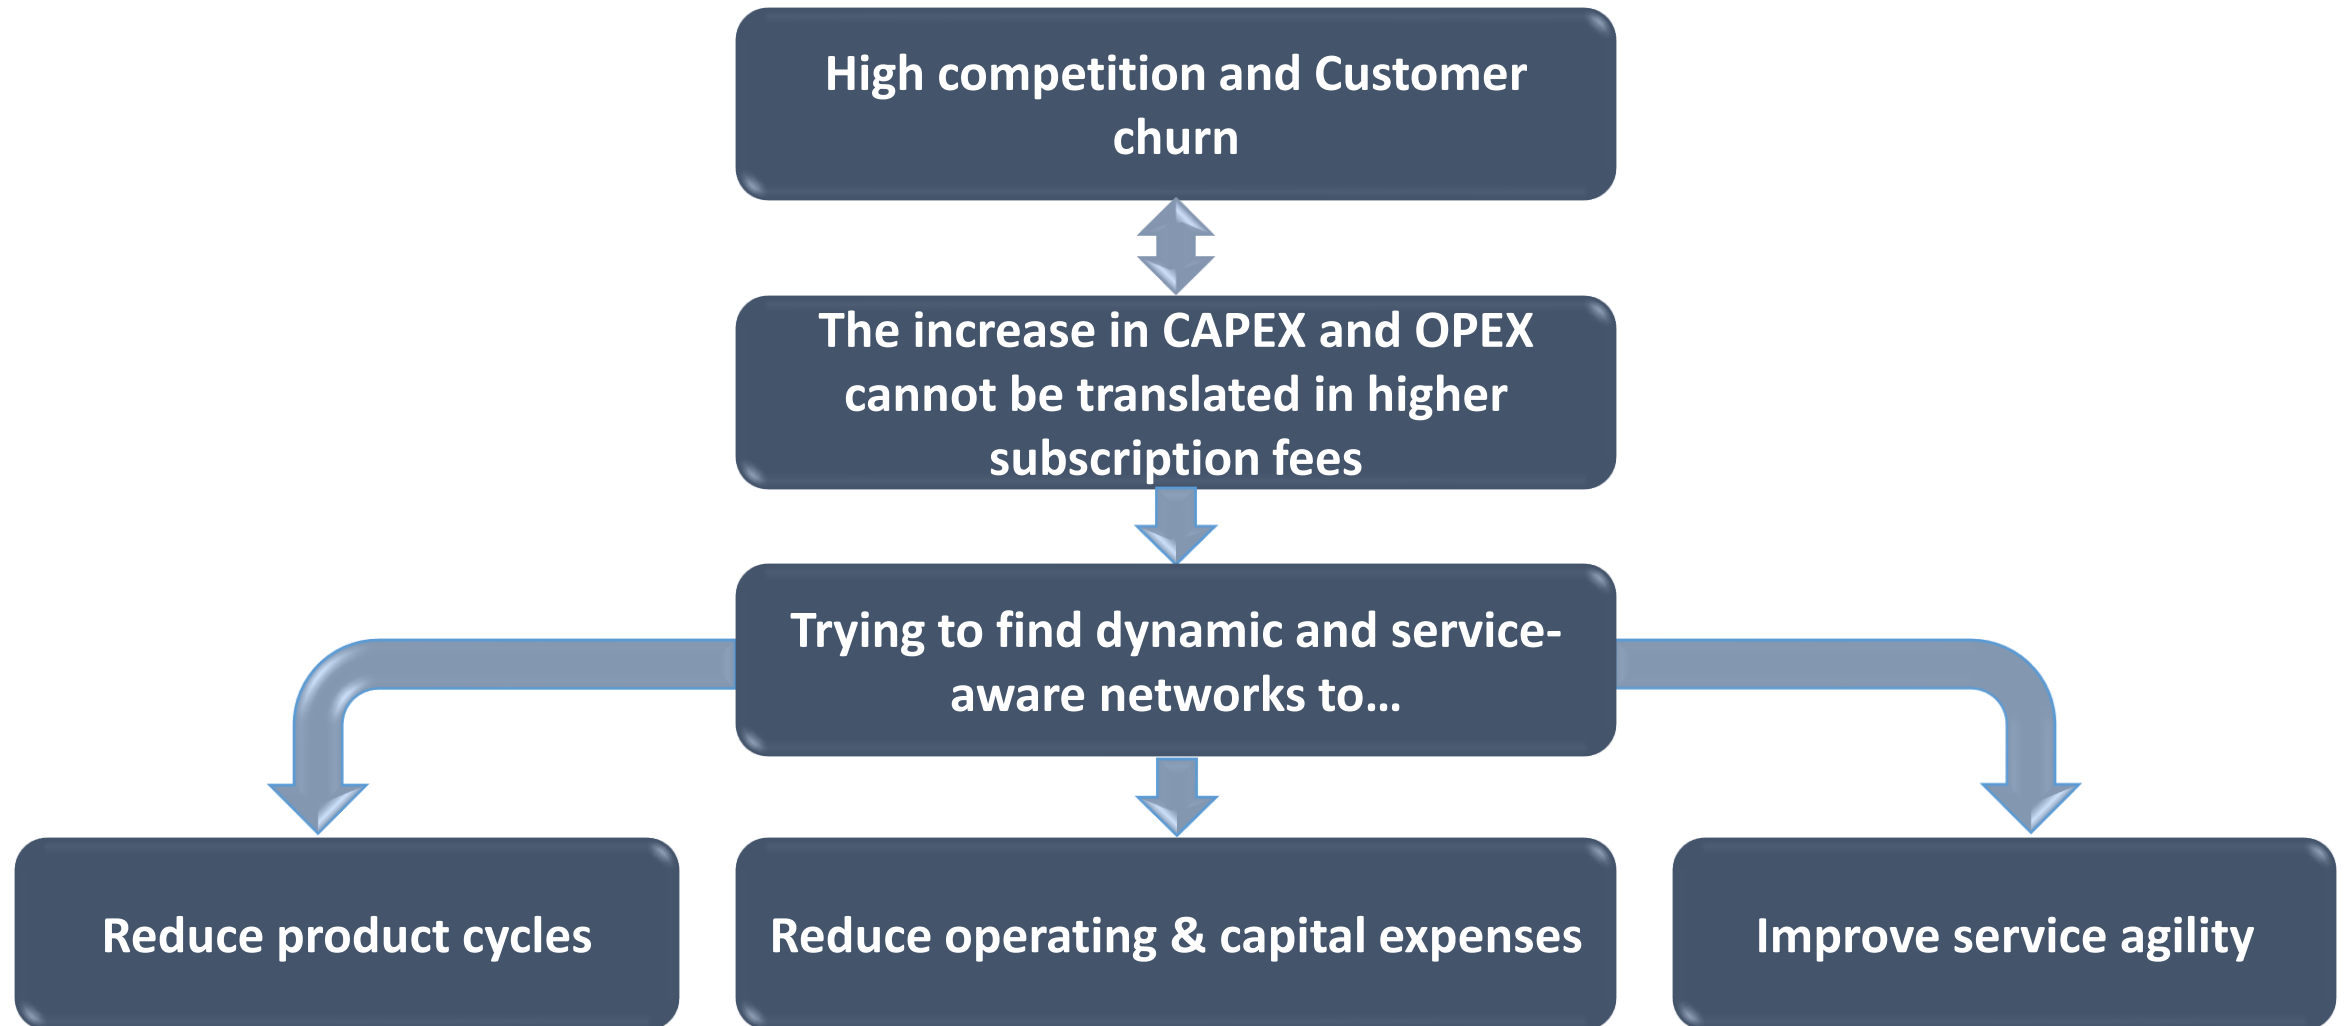 High competition and Customer
churn
The increase in CAPEX and OPEX
cannot be translated in higher
subscription fees
Trying to find dynamic and service-
aware networks to...
Reduce product cycles
Reduce operating & capital expenses
Improve service agility